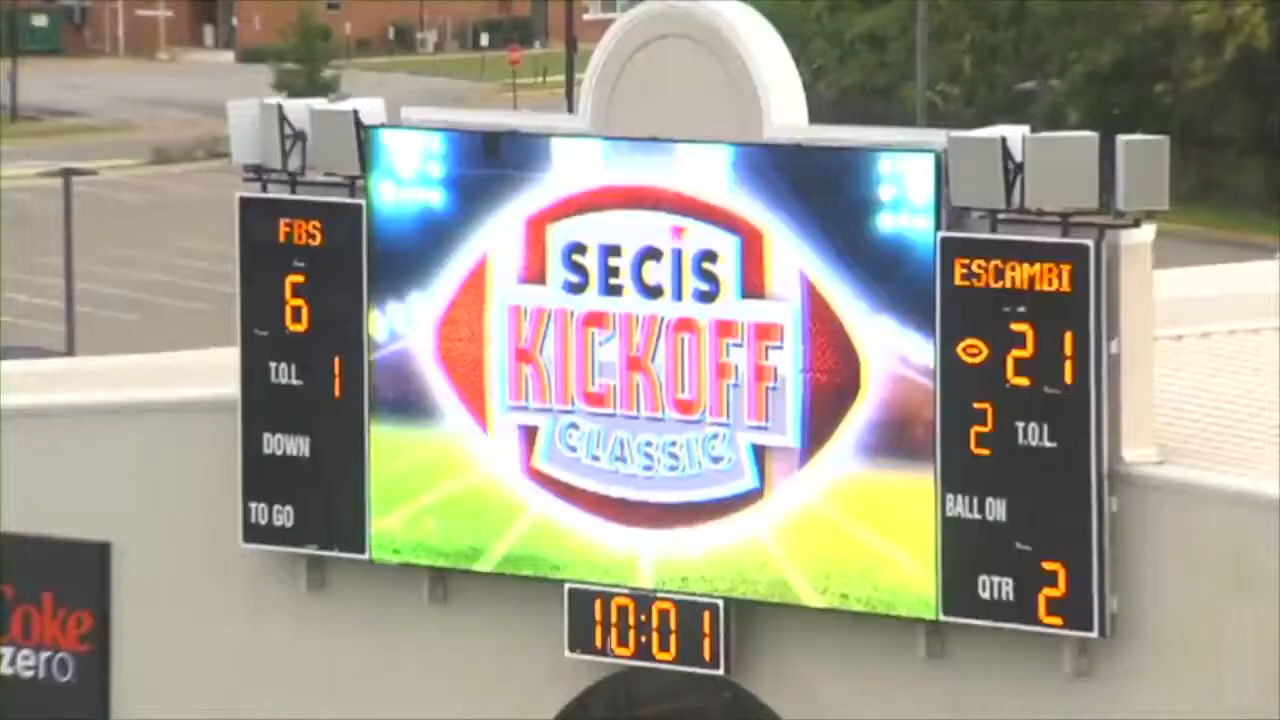 FBS
6
T.O.L. 1
DOWN
TO GO
SECIS
KICKOFF
CLASSIC
ESCAMBI
21
2 T.O.L.
BALL ON
QTR 2
10:01
Coke
zero